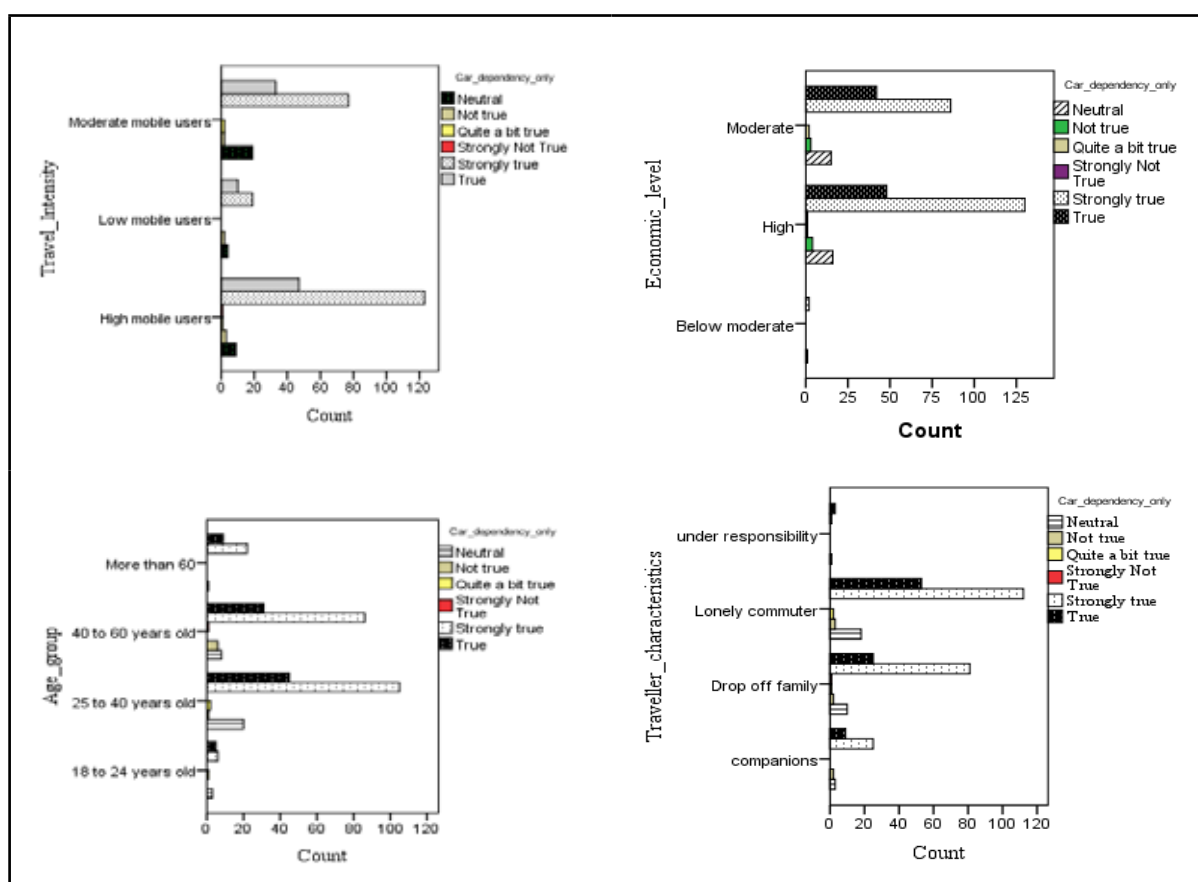 Car_dependency_only
Neutral
Not true
Quite a bit true
Strongly Not True
Strongly true
True
Travel_Intensity
Moderate mobile users
Low mobile users
High mobile users
0 20 40 60 80 100 120
Count
Car_dependency_only
Neutral
Not true
Quite a bit true
Strongly Not
True
Strongly true
True
Economic_level
Moderate
High
Below moderate
0 25 50 75 100 125
Count
Car_dependency_only
Neutral
Not true
Quite a bit true
Strongly Not
True
Strongly true
True
Age_group
More than 60
40 to 60 years old
25 to 40 years old
18 to 24 years old
0 20 40 60 80 100 120
Count
Car_dependency_only
Neutral
Not true
Quite a bit true
Strongly Not
True
Strongly true
True
Traveller_characteristics
under responsibility
Lonely commuter
Drop off family
companions
0 20 40 60 80 100 120
Count